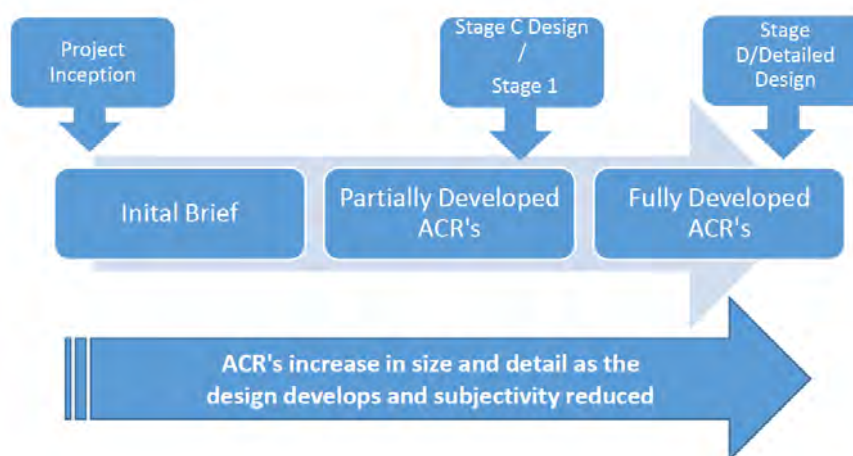 Project
Inception
Stage C Design
/
Stage 1
Stage
D/Detailed
Design
Inital Brief
Partially Developed
ACR's
Fully Developed
ACR's
ACR's increase in size and detail as the
design develops and subjectivity reduced